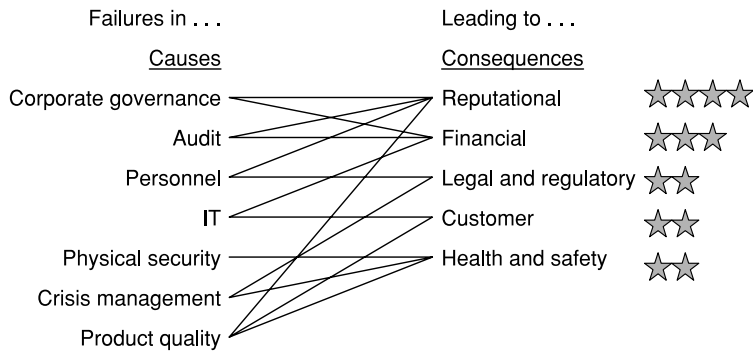 Failures in . . .
Leading to . . .
Causes
Consequences
Corporate governance
Reputational
Audit
Financial
Personnel
Legal and regulatory
IT
Customer
Physical security
Health and safety
Crisis management
Product quality